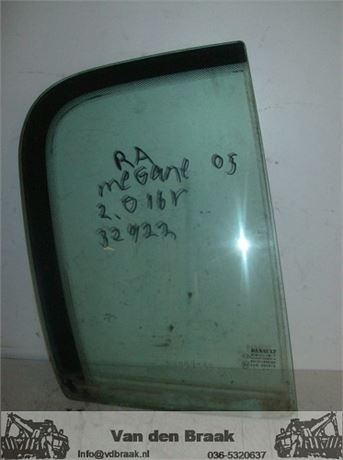 RA
megane 05
2.0 16V
32922
RENAULT
Van den Braak
Info@vdbraak.nl
036-5320637